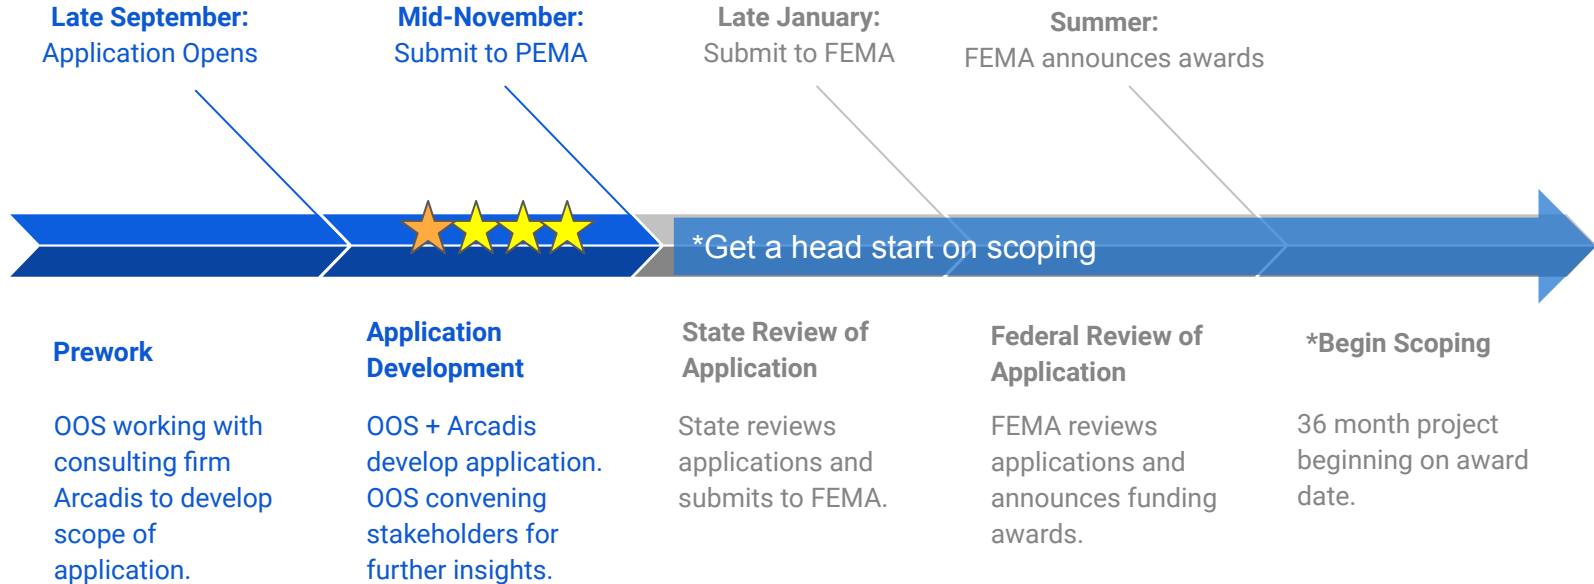 Late September:
Application Opens
Mid-November:
Submit to PEMA
Late January:
Submit to FEMA
Summer:
FEMA announces awards
*Get a head start on scoping
Prework
OOS working with
consulting firm
Arcadis to develop
scope of
application.
Application
Development
OOS + Arcadis
develop application.
OOS convening
stakeholders for
further insights.
State Review of
Application
State reviews
applications and
submits to FEMA.
Federal Review of
Application
FEMA reviews
applications and
announces funding
awards.
*Begin Scoping
36 month project
beginning on award
date.